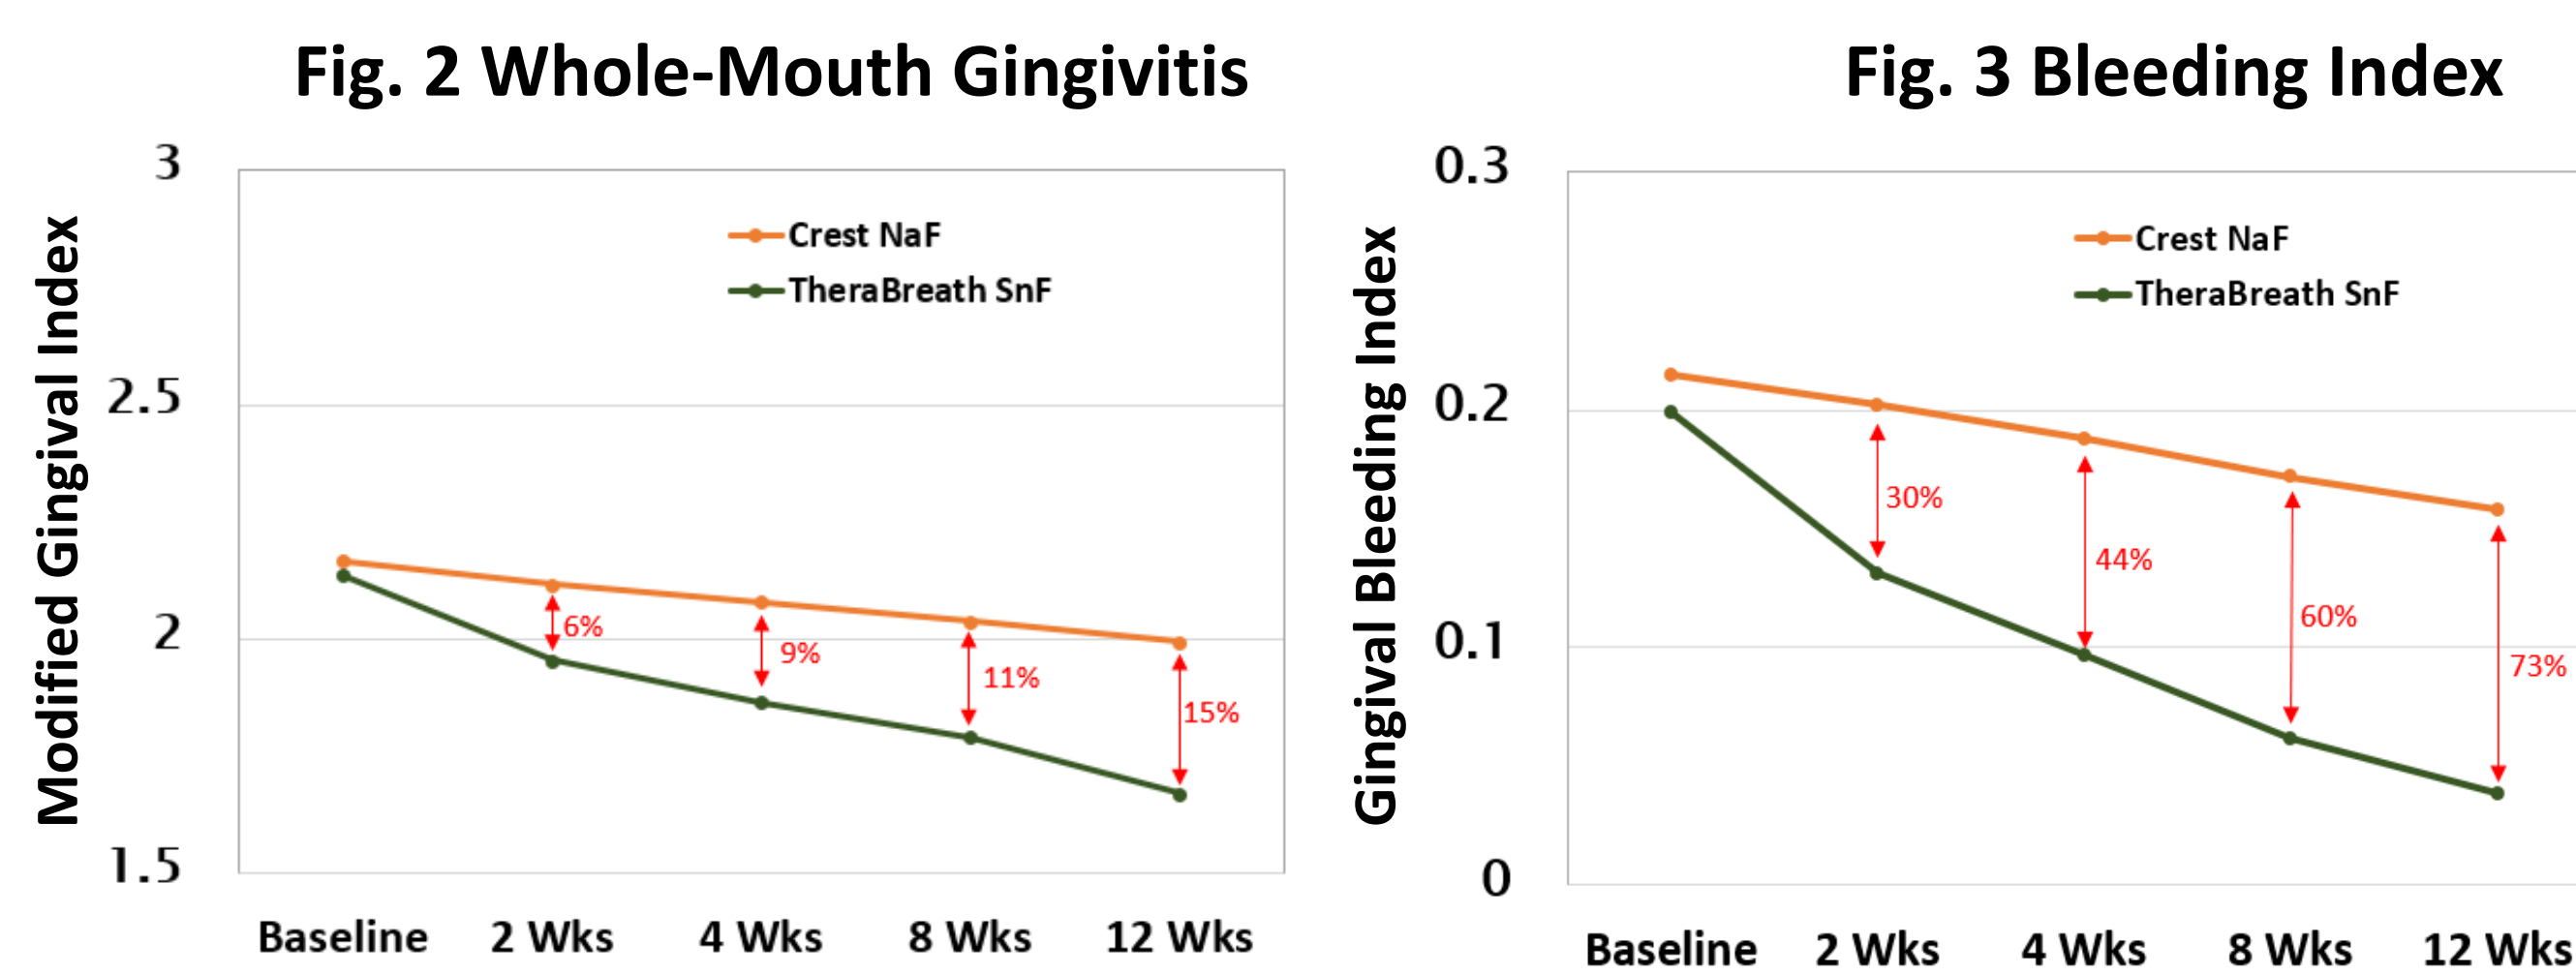 Fig. 2 Whole-Mouth Gingivitis
Modified Gingival Index
3
2.5
2
1.5
Crest NaF
TheraBreath SnF
6%
9%
11%
15%
Baseline 2 Wks 4 Wks 8 Wks 12 Wks
Fig. 3 Bleeding Index
Gingival Bleeding Index
0.3
0.2
0.1
0
Crest NaF
TheraBreath SnF
30%
44%
60%
73%
Baseline 2 Wks 4 Wks 8 Wks 12 Wks